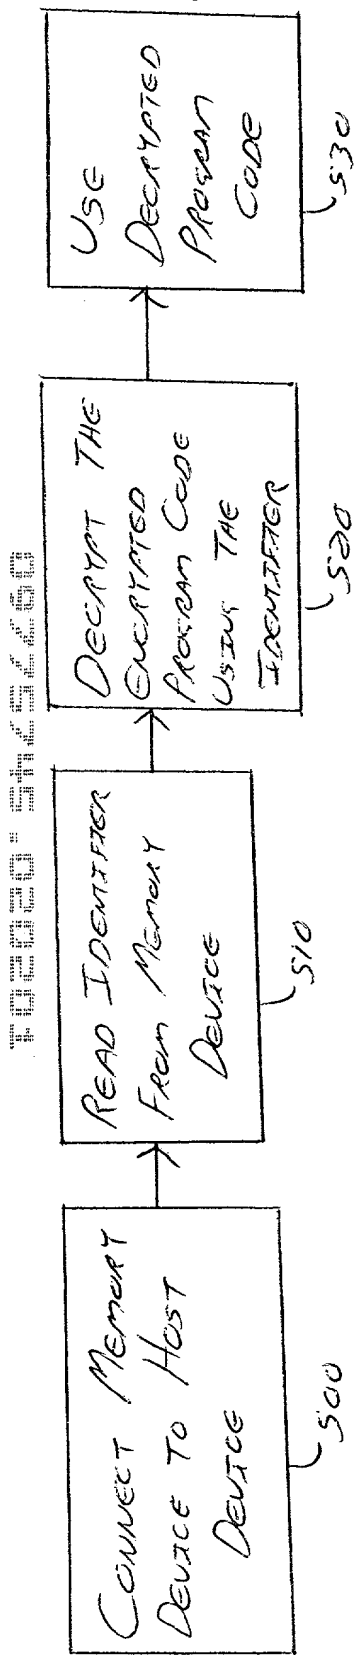 CONNECT MEMORY
DEVICE TO HOST
DEVICE
500
READ IDENTIFIER
FROM MEMORY
DEVICE
510
DECRYPT THE
ENCRYPTED
PROGRAM CODE
USING THE
IDENTIFIER
520
USE
DECRYPTED
PROGRAM
CODE
530